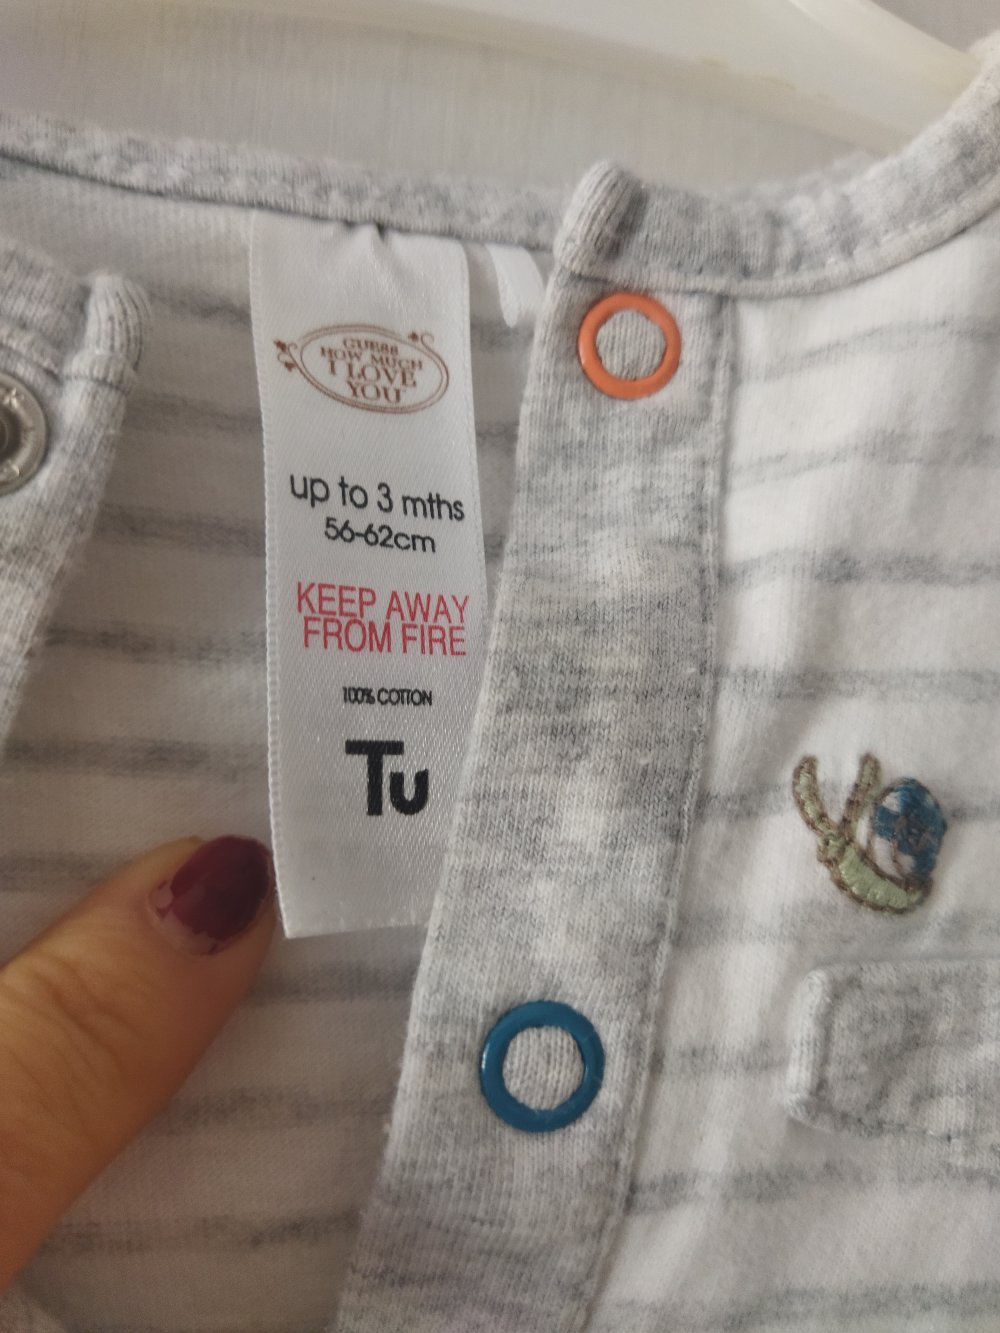 GUESS
HOW MUCH
I LOVE
YOU
up to 3 mths
56-62cm
KEEP AWAY
FROM FIRE
100% COTTON
Tu